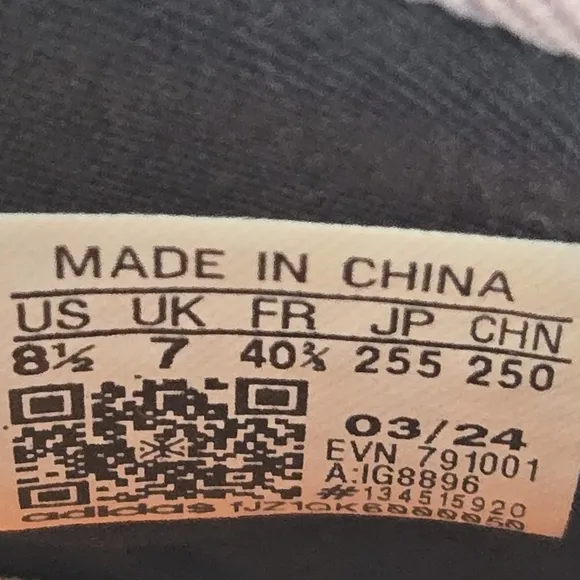 MADE IN CHINA
US UK FR JP CHN
8½ 7 40⅔ 255 250
03/24
EVN 791001
A:IG8896
#134515920
adidas